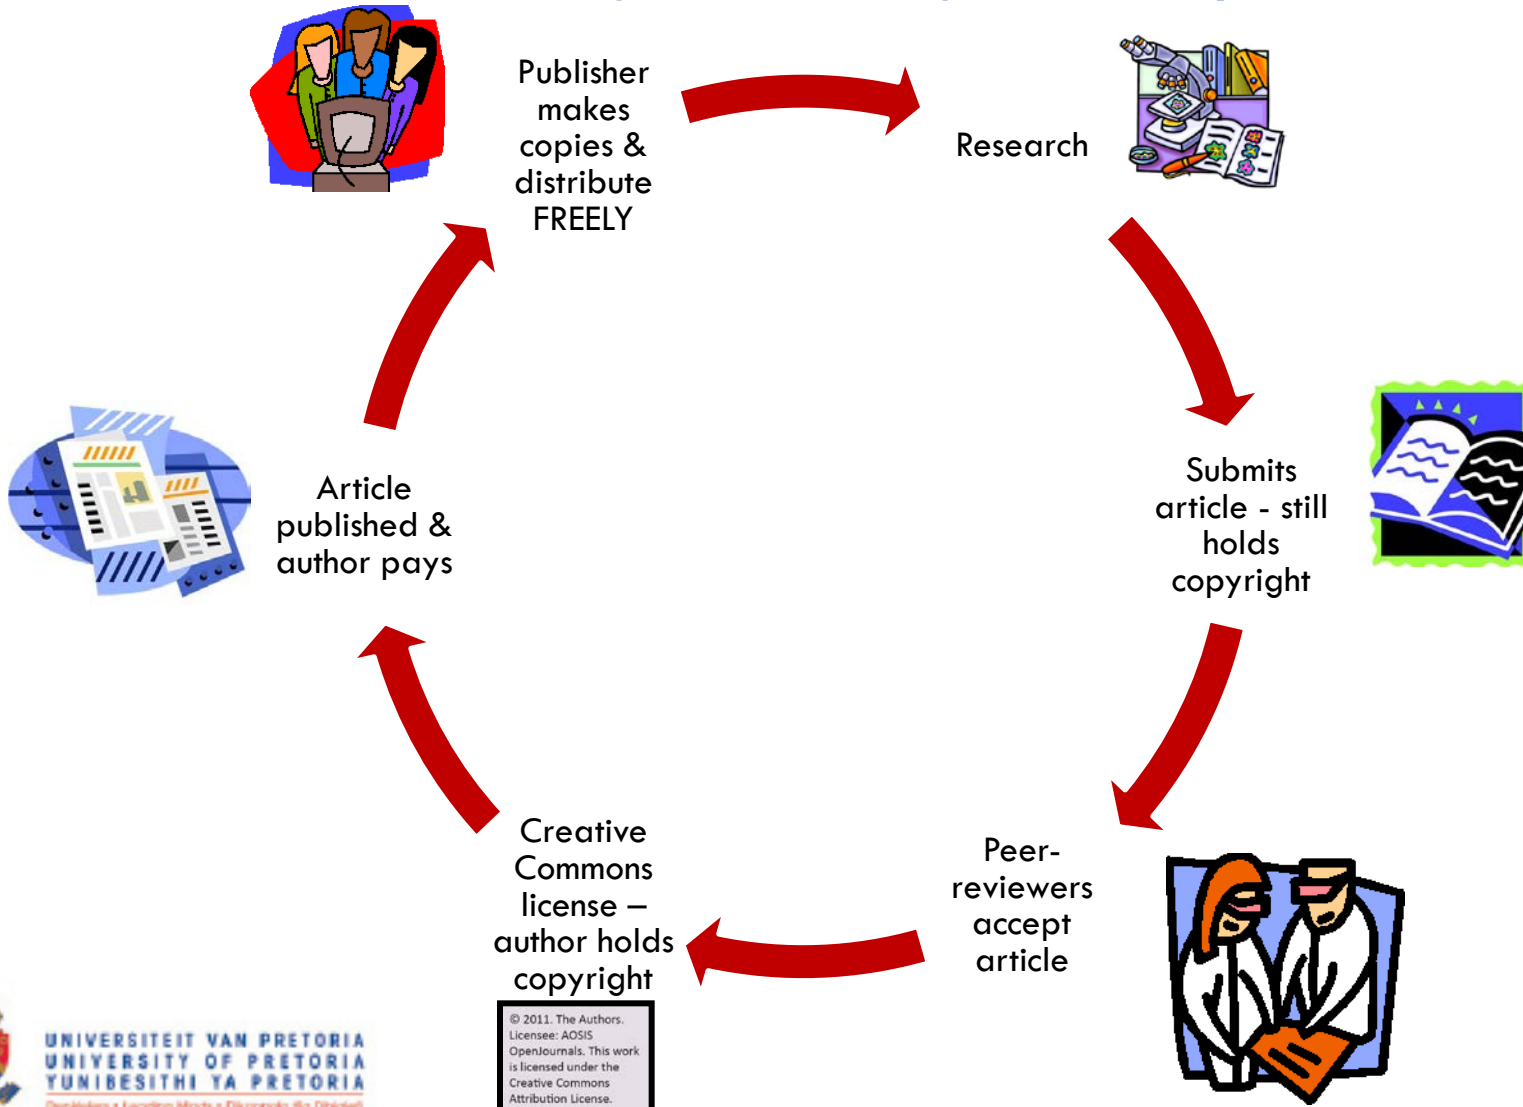 Publisher
makes
copies &
distribute
FREELY
Research
Submits
article - still
holds
copyright
Peer-
reviewers
accept
article
Creative
Commons
license –
author holds
copyright
© 2011. The Authors.
Licensee: AOSIS
OpenJournals. This work
is licensed under the
Creative Commons
Attribution License.
Article
published &
author pays
UNIVERSITEIT VAN PRETORIA
UNIVERSITY OF PRETORIA
YUNIBESITHI YA PRETORIA